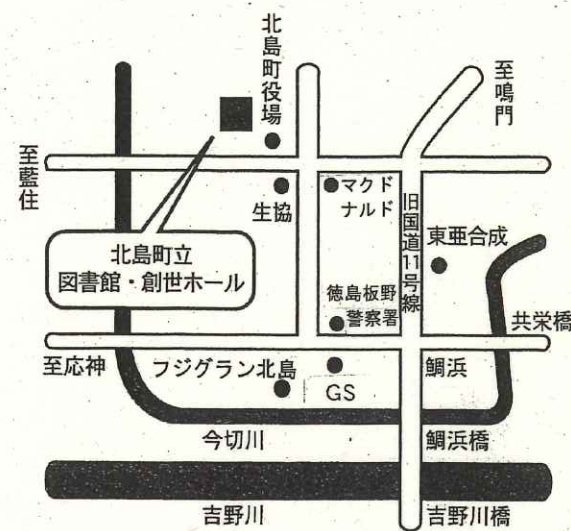 北島町役場
至鳴門
至藍住
生協
マクド
ナルド
旧国道11号線
東亜合成
北島町立
図書館・創世ホール
徳島板野
警察署
共栄橋
至応神
フジグラン北島
GS
鯛浜
今切川
鯛浜橋
吉野川
吉野川橋